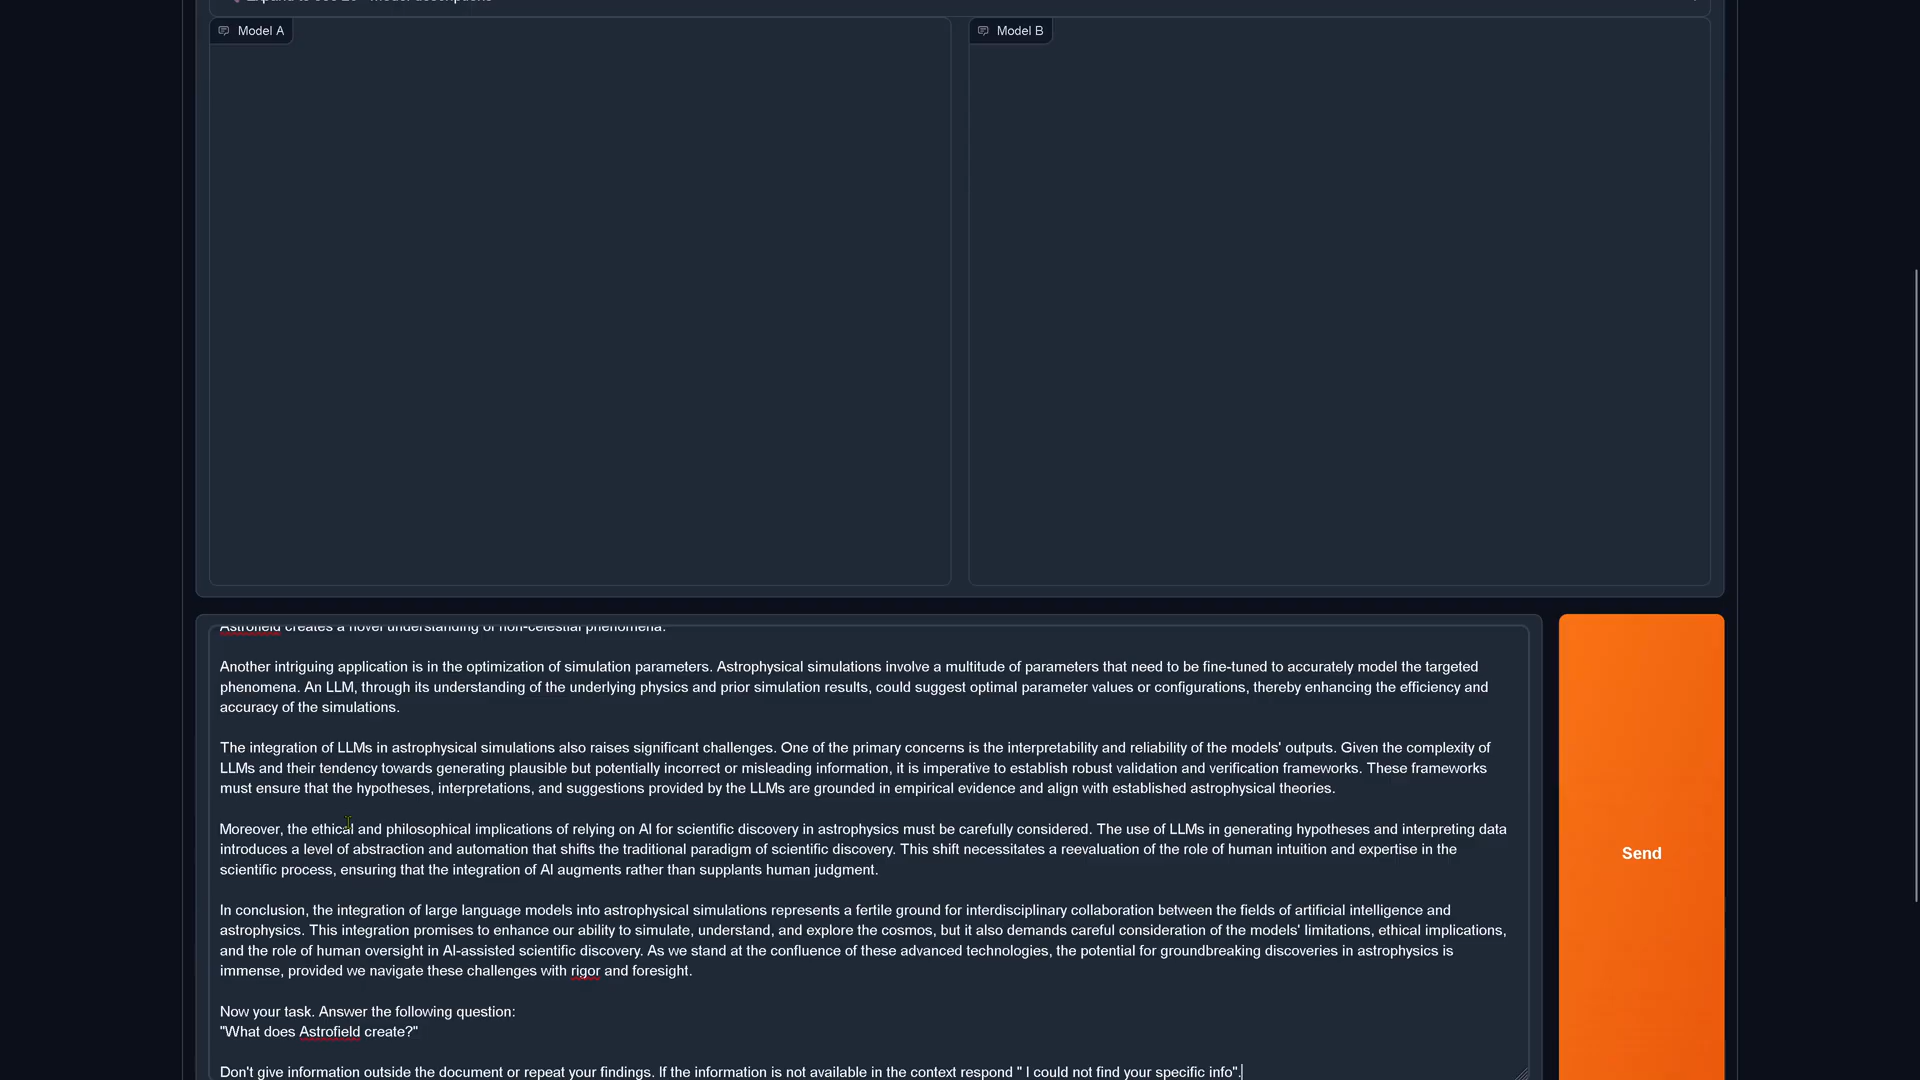 Expand to see 20+ model descriptions
Model A
Model B
Astrofield creates a novel understanding of non-celestial phenomena.
Another intriguing application is in the optimization of simulation parameters. Astrophysical simulations involve a multitude of parameters that need to be fine-tuned to accurately model the targeted
phenomena. An LLM, through its understanding of the underlying physics and prior simulation results, could suggest optimal parameter values or configurations, thereby enhancing the efficiency and
accuracy of the simulations.
The integration of LLMs in astrophysical simulations also raises significant challenges. One of the primary concerns is the interpretability and reliability of the models' outputs. Given the complexity of
LLMs and their tendency towards generating plausible but potentially incorrect or misleading information, it is imperative to establish robust validation and verification frameworks. These frameworks
must ensure that the hypotheses, interpretations, and suggestions provided by the LLMs are grounded in empirical evidence and align with established astrophysical theories.
Moreover, the ethical and philosophical implications of relying on AI for scientific discovery in astrophysics must be carefully considered. The use of LLMs in generating hypotheses and interpreting data
introduces a level of abstraction and automation that shifts the traditional paradigm of scientific discovery. This shift necessitates a reevaluation of the role of human intuition and expertise in the
scientific process, ensuring that the integration of AI augments rather than supplants human judgment.
In conclusion, the integration of large language models into astrophysical simulations represents a fertile ground for interdisciplinary collaboration between the fields of artificial intelligence and
astrophysics. This integration promises to enhance our ability to simulate, understand, and explore the cosmos, but it also demands careful consideration of the models' limitations, ethical implications,
and the role of human oversight in AI-assisted scientific discovery. As we stand at the confluence of these advanced technologies, the potential for groundbreaking discoveries in astrophysics is
immense, provided we navigate these challenges with rigor and foresight.
Send
Now your task. Answer the following question:
"What does Astrofield create?"
Don't give information outside the document or repeat your findings. If the information is not available in the context respond " I could not find your specific info".